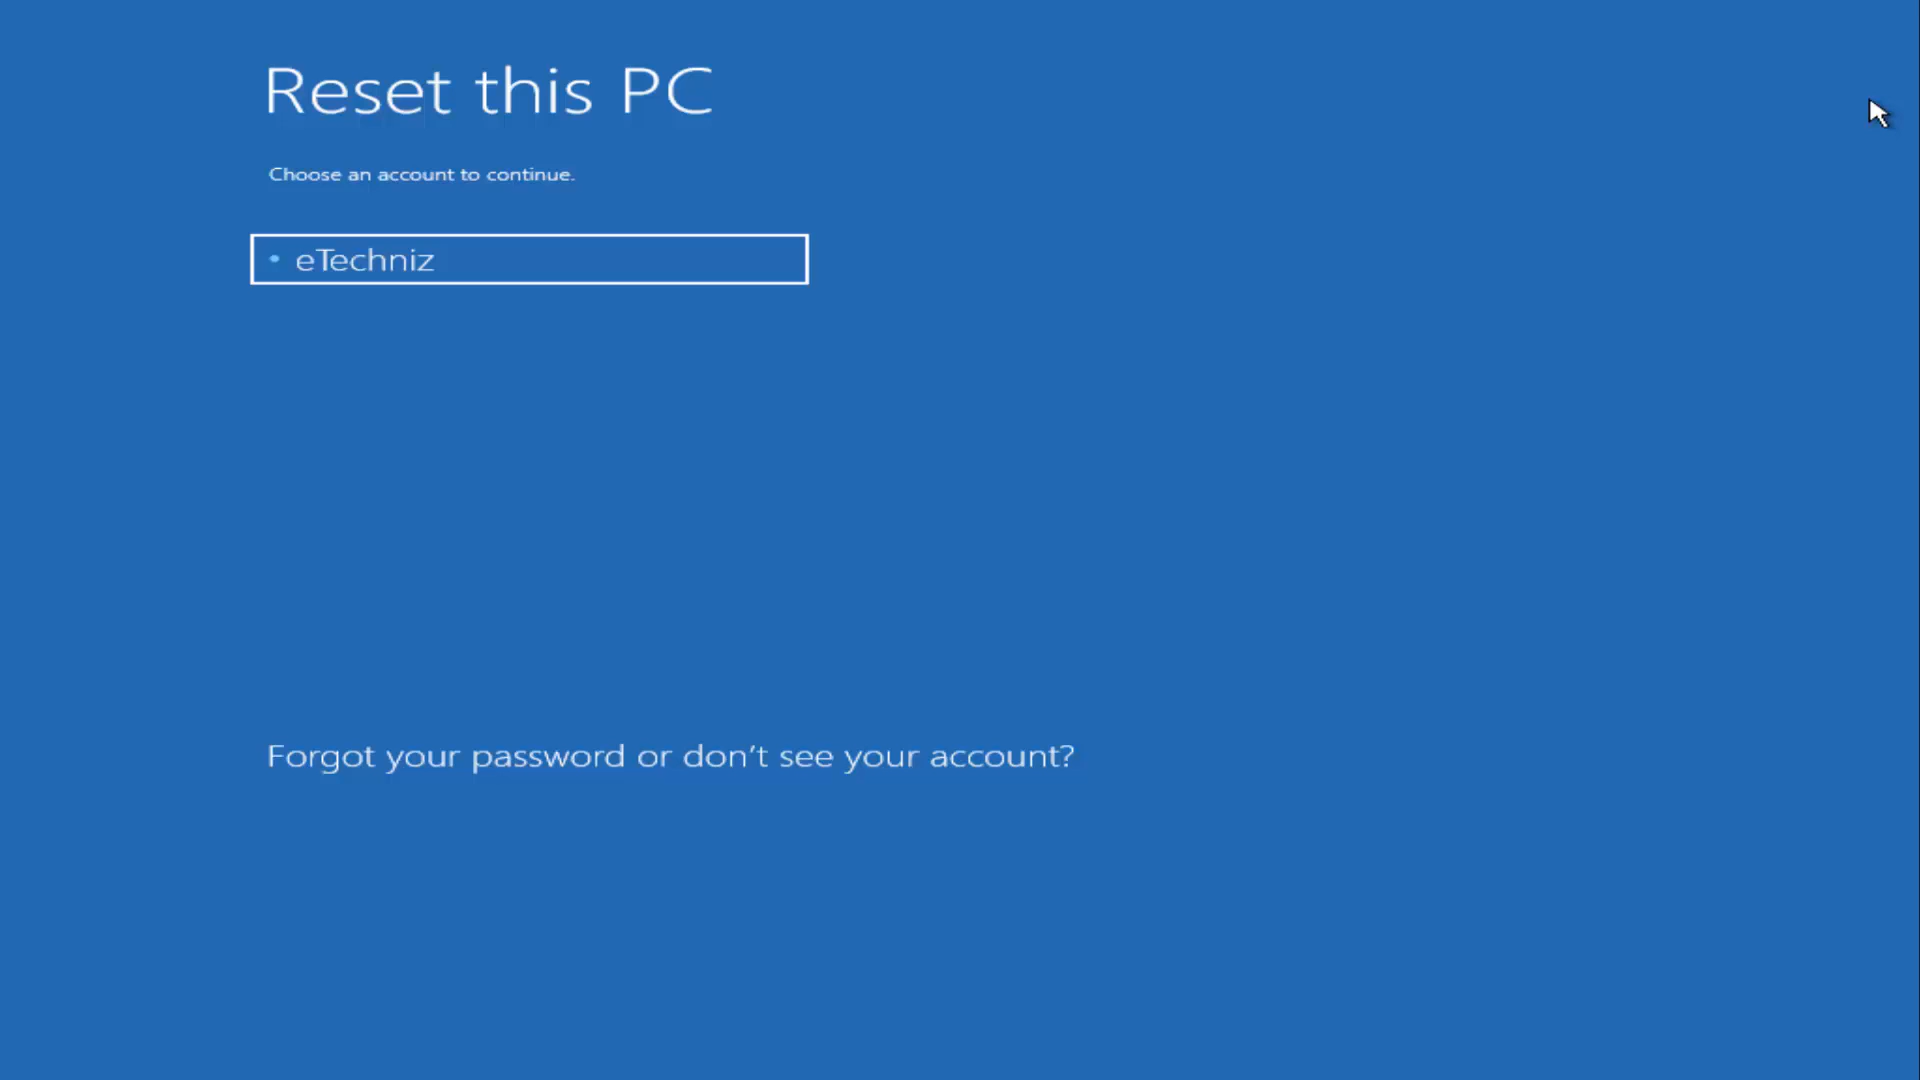 Reset this PC
Choose an account to continue.
eTechniz
Forgot your password or don't see your account?